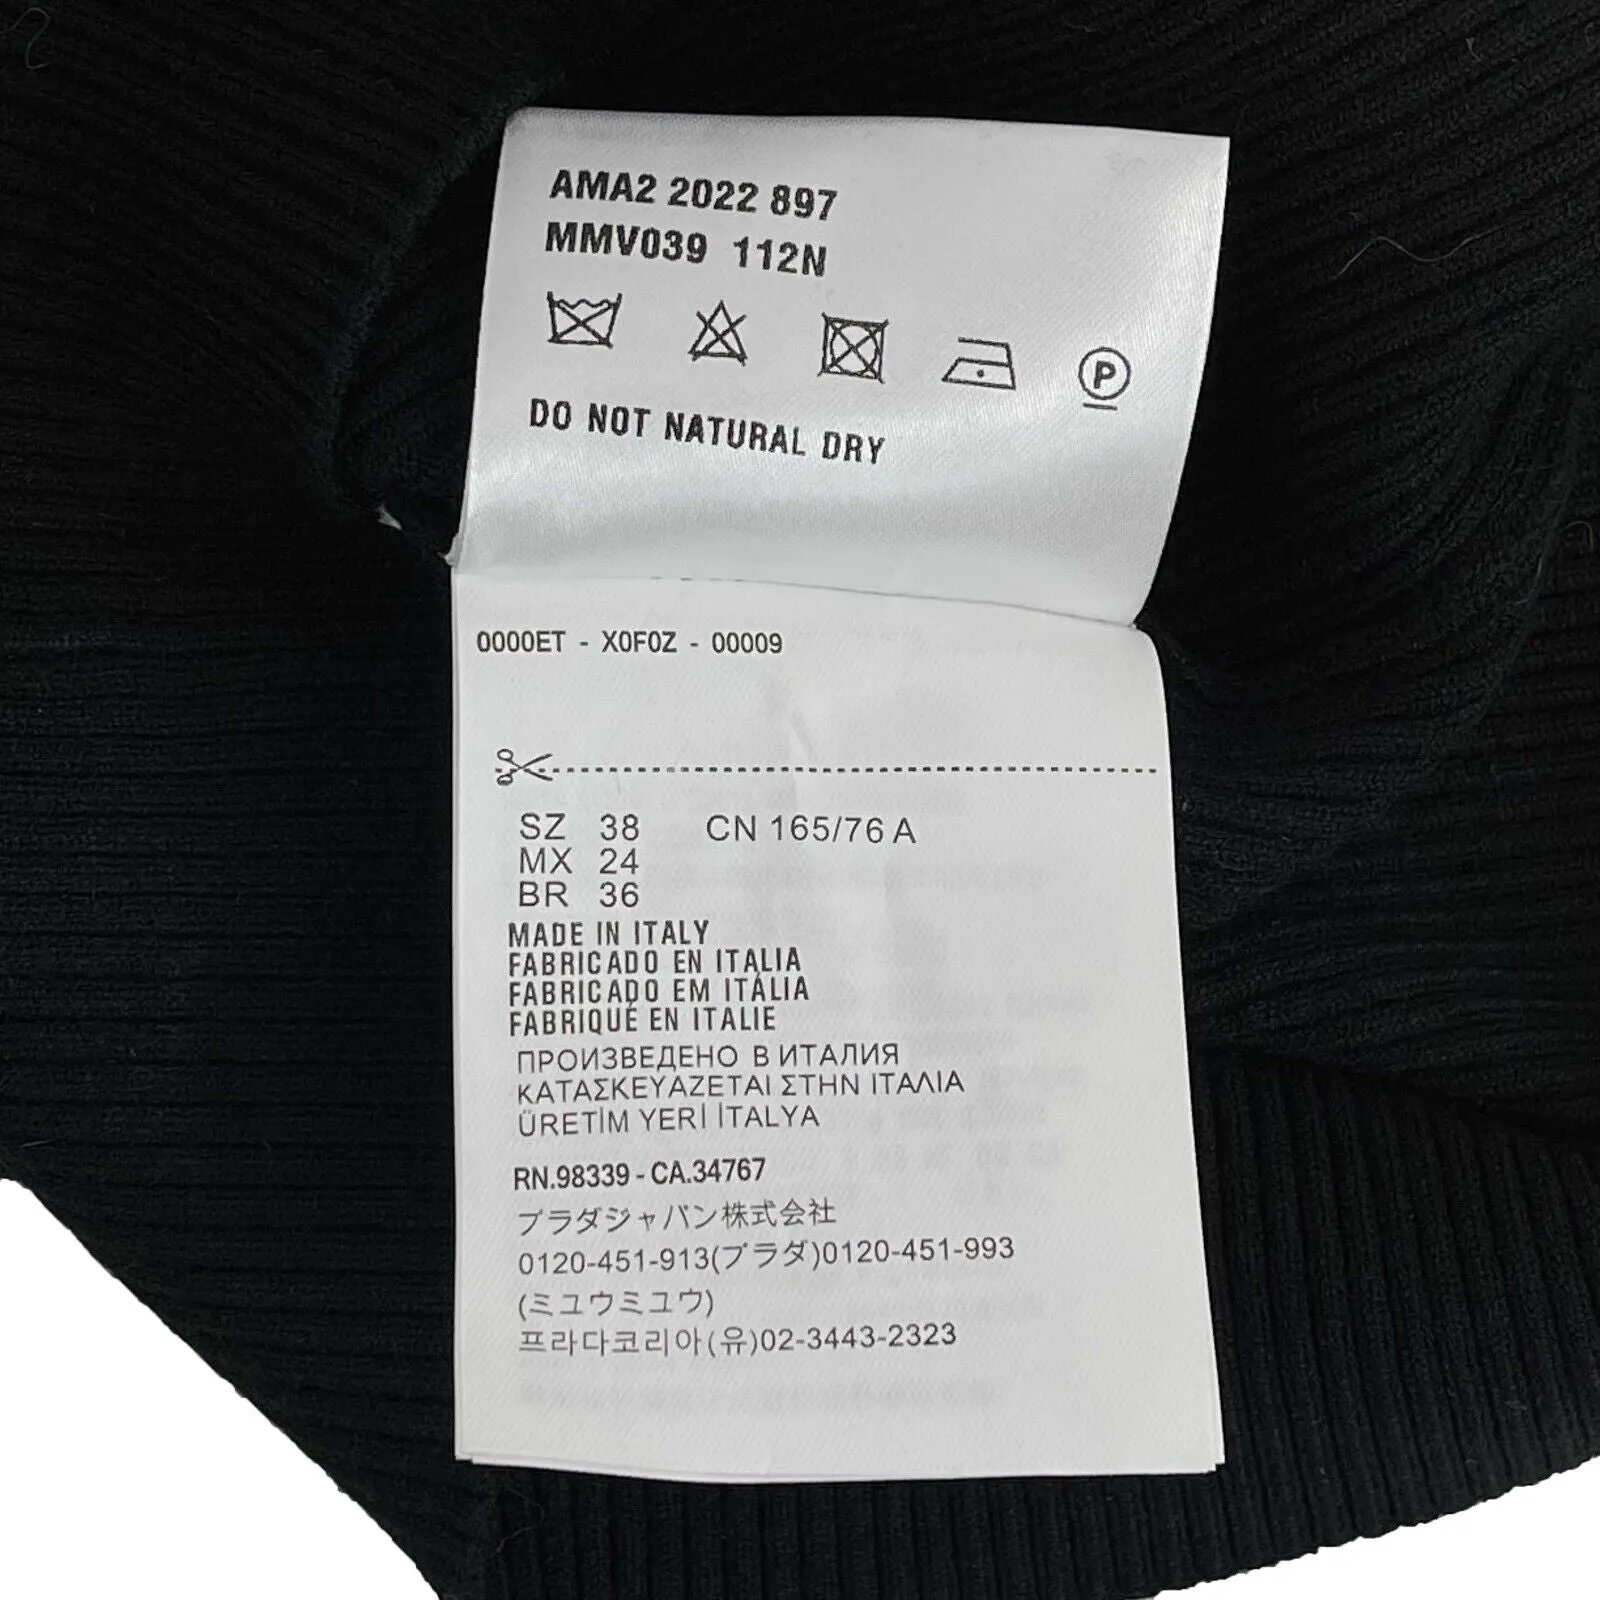 AMA2 2022 897
MMV039 112N
P
DO NOT NATURAL DRY
0000ET - X0F0Z - 00009
SZ 38 CN 165/76 A
MX 24
BR 36
MADE IN ITALY
FABRICADO EN ITALIA
FABRICADO EM ITÁLIA
FABRIQUÉ EN ITALIE
ПРОИЗВЕДЕНО В ИТАЛИЯ
ΚΑΤΑΣΚΕΥΑΖΕΤΑΙ ΣΤΗΝ ΙΤΑΛΙΑ
ÜRETİM YERİ İTALYA
RN.98339 - CA.34767
プラダジャパン株式会社
0120-451-913(プラダ)0120-451-993
(ミユウミユウ)
프라다코리아(유)02-3443-2323